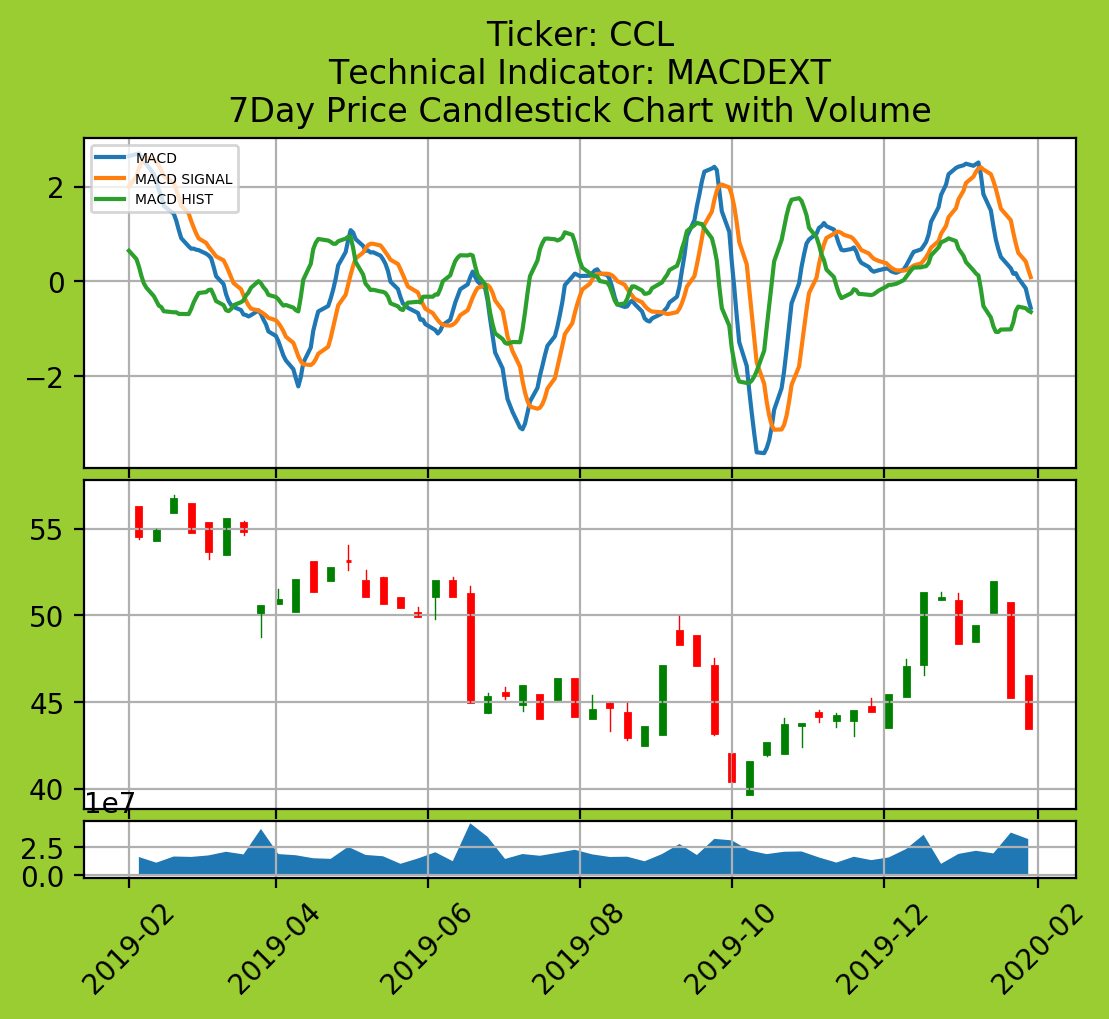 Ticker: CCL
Technical Indicator: MACDEXT
7Day Price Candlestick Chart with Volume
MACD
MACD SIGNAL
MACD HIST
2
0
−2
55
50
45
40
1e7
2.5
0.0
2019-02
2019-04
2019-06
2019-08
2019-10
2019-12
2020-02